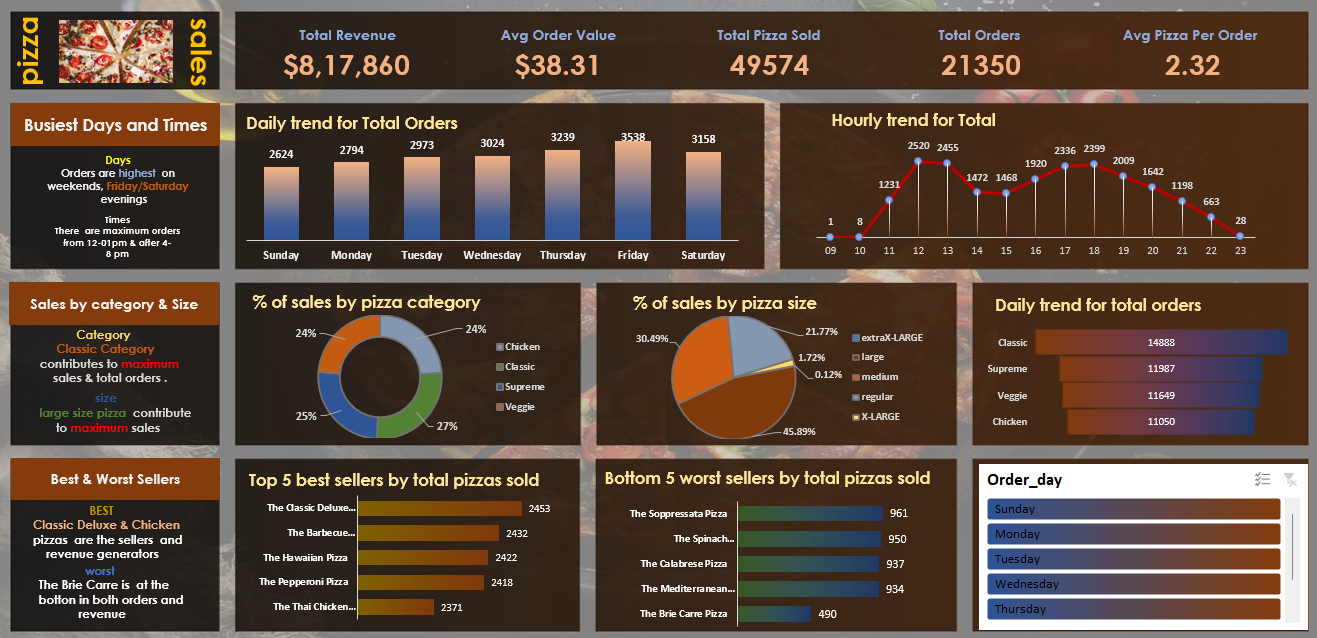 pizza
sales
Total Revenue
$8,17,860
Avg Order Value
$38.31
Total Pizza Sold
49574
Total Orders
21350
Avg Pizza Per Order
2.32
Busiest Days and Times
Days
Orders are highest on
weekends, Friday/Saturday
evenings
Times
There are maximum orders
from 12-01pm & after 4-
8 pm
Daily trend for Total Orders
2624
2794
2973
3024
3239
3538
3158
Sunday
Monday
Tuesday
Wednesday
Thursday
Friday
Saturday
Hourly trend for Total
1
8
1231
2520
2455
1472
1468
1920
2336
2399
2009
1642
1198
663
28
09
10
11
12
13
14
15
16
17
18
19
20
21
22
23
Sales by category & Size
Category
Classic Category
contributes to maximum
sales & total orders .
size
large size pizza contribute
to maximum sales
% of sales by pizza category
24%
24%
25%
27%
Chicken
Classic
Supreme
Veggie
% of sales by pizza size
30.49%
21.77%
1.72%
0.12%
45.89%
extraX-LARGE
large
medium
regular
X-LARGE
Daily trend for total orders
Classic
14888
Supreme
11987
Veggie
11649
Chicken
11050
Best & Worst Sellers
BEST
Classic Deluxe & Chicken
pizzas are the sellers and
revenue generators
worst
The Brie Carre is at the
botton in both orders and
revenue
Top 5 best sellers by total pizzas sold
The Classic Deluxe...
2453
The Barbecue...
2432
The Hawaiian Pizza
2422
The Pepperoni Pizza
2418
The Thai Chicken...
2371
Bottom 5 worst sellers by total pizzas sold
The Soppressata Pizza
961
The Spinach...
950
The Calabrese Pizza
937
The Mediterranean...
934
The Brie Carre Pizza
490
Order_day
Sunday
Monday
Tuesday
Wednesday
Thursday